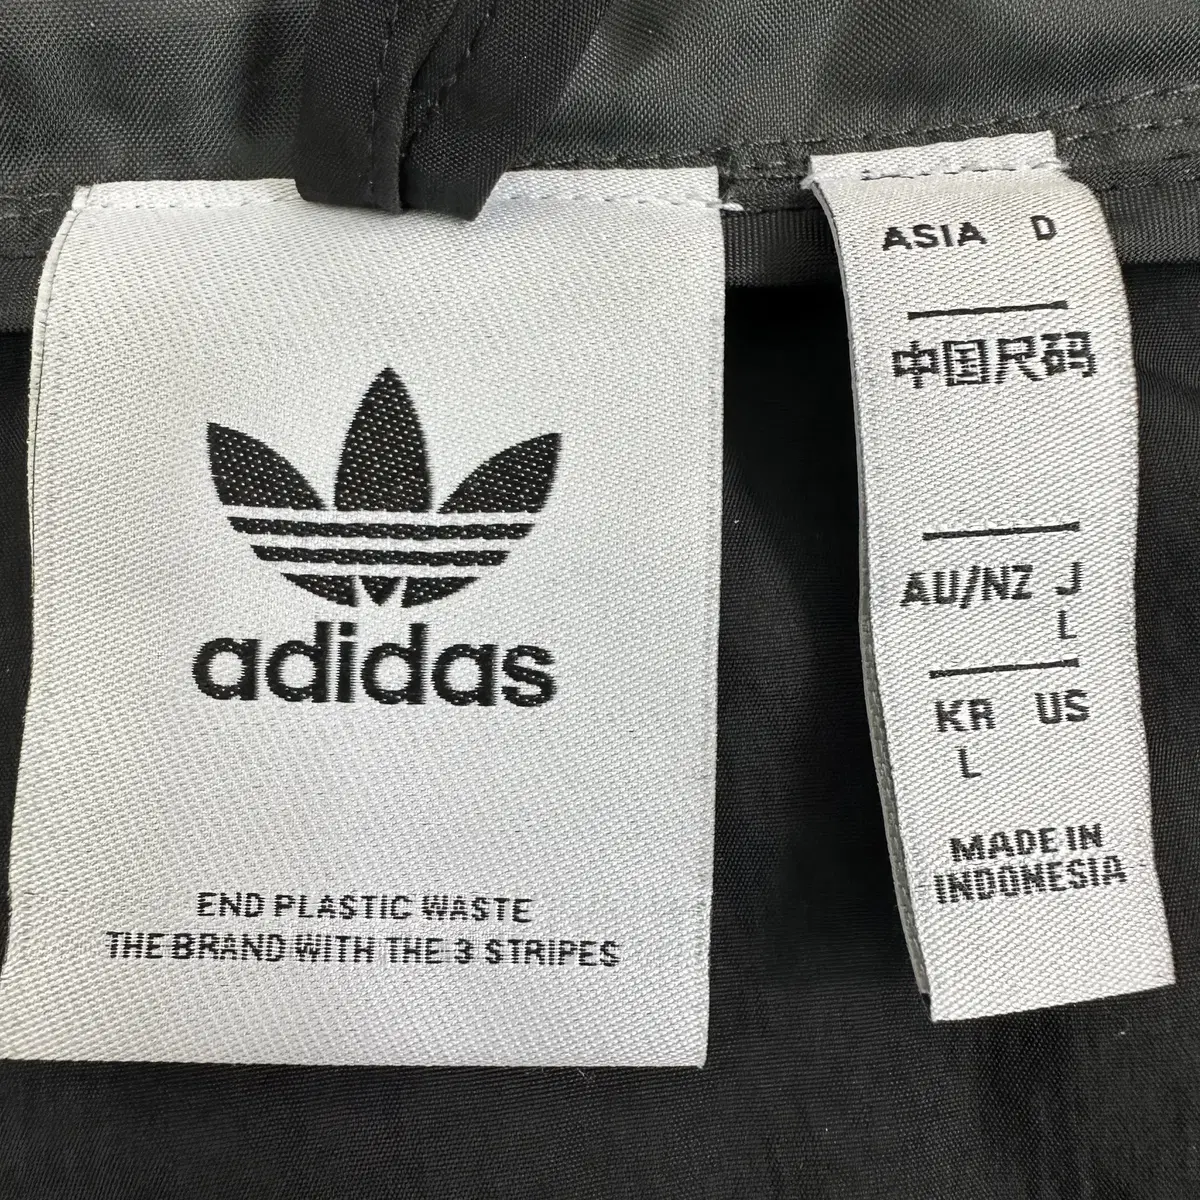 adidas
END PLASTIC WASTE
THE BRAND WITH THE 3 STRIPES
ASIA D
中国尺码
AU/NZ J
L
KR US
L
MADE IN
INDONESIA